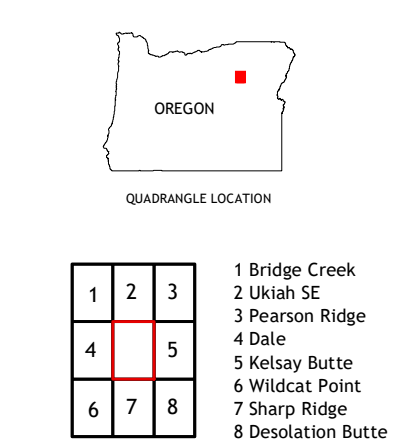 OREGON
QUADRANGLE LOCATION
1 2 3
4 5
6 7 8
1 Bridge Creek
2 Ukiah SE
3 Pearson Ridge
4 Dale
5 Kelsay Butte
6 Wildcat Point
7 Sharp Ridge
8 Desolation Butte